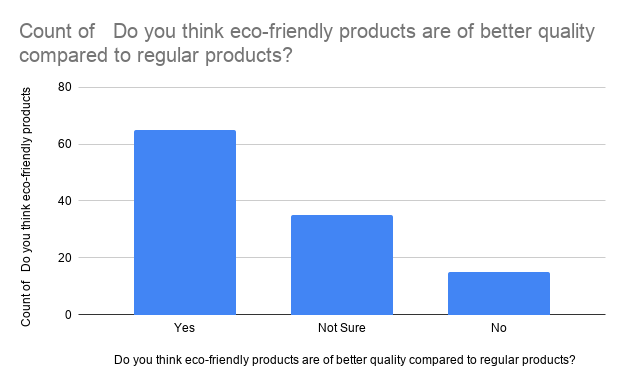 Count of   Do you think eco-friendly products are of better quality
compared to regular products?
Count of   Do you think eco-friendly products
80
60
40
20
0
Yes
Not Sure
No
Do you think eco-friendly products are of better quality compared to regular products?